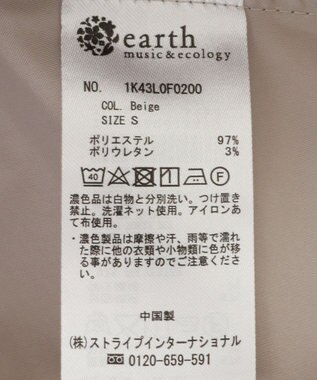 earth
music&ecology
NO. 1K43L0F0200
COL. Beige
SIZE S
ポリエステル 97%
ポリウレタン 3%
40
F
濃色品は白物と分別洗い。つけ置き
禁止。洗濯ネット使用。アイロンあ
て布使用。
・濃色製品は摩擦や汗、雨等で濡れ
た際に他の衣類や小物類に色が移
る事がありますのでご注意くださ
い。
中国製
(株)ストライプインターナショナル
0120-659-591